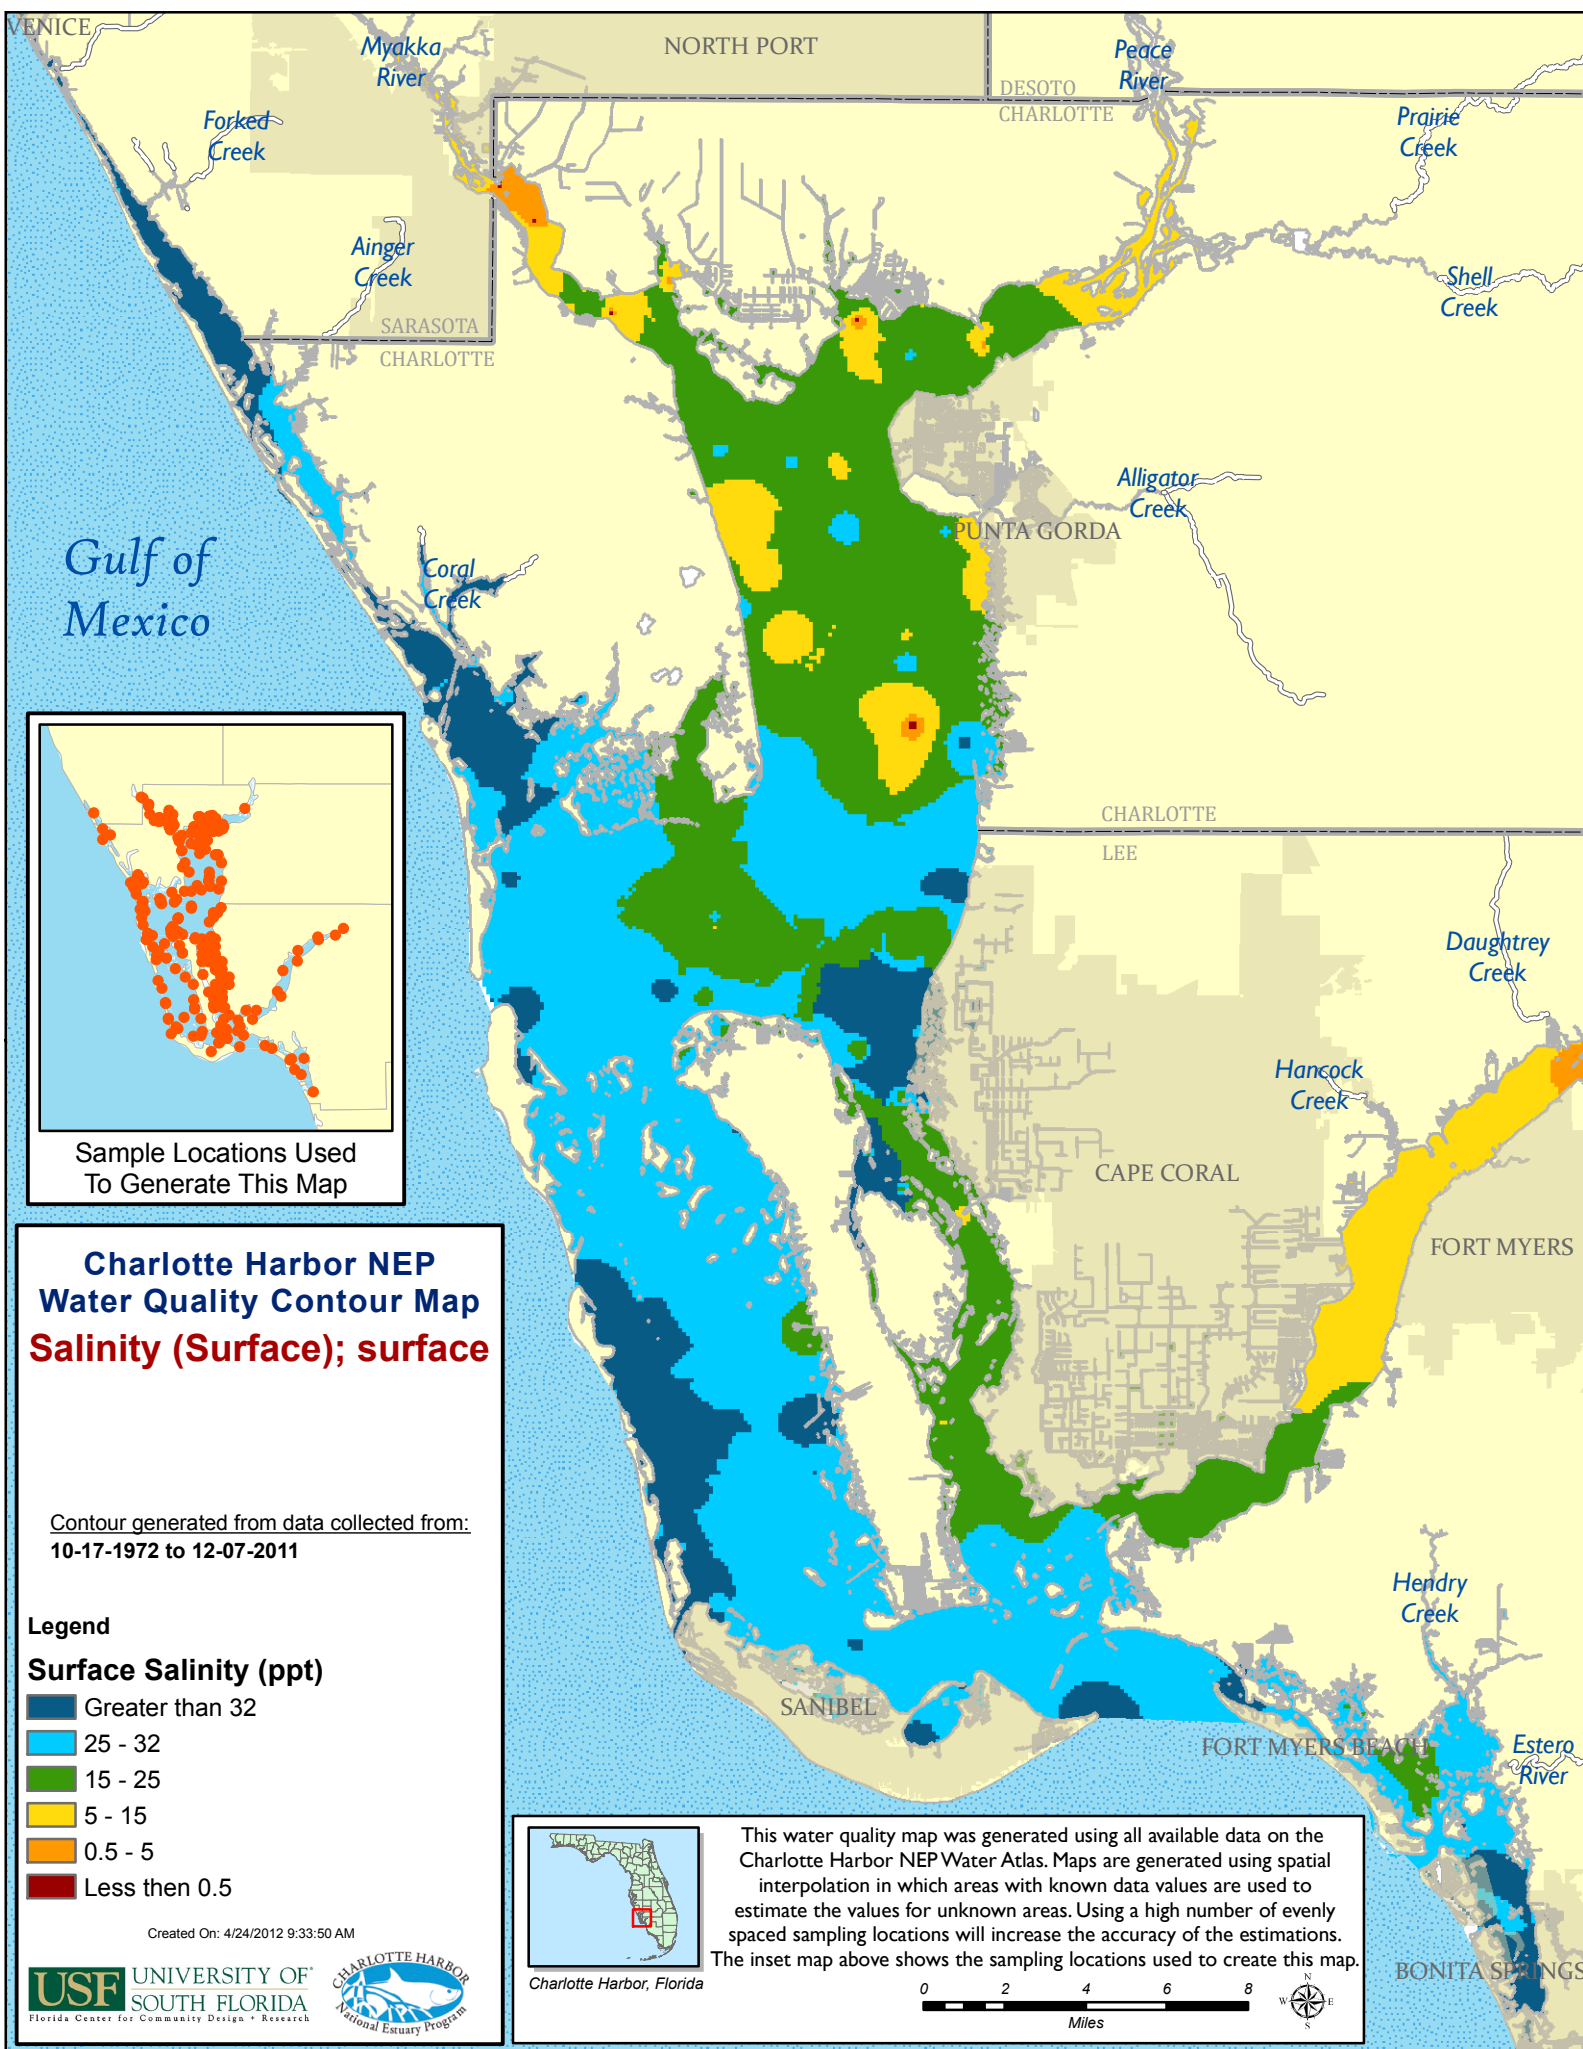 VENICE
Myakka
River
NORTH PORT
Peace
River
DESOTO
CHARLOTTE
Forked
Creek
Prairie
Creek
Ainger
Creek
Shell
Creek
SARASOTA
CHARLOTTE
Alligator
Creek
PUNTA GORDA
Gulf of
Mexico
Coral
Creek
CHARLOTTE
LEE
Daughtrey
Creek
Hancock
Creek
CAPE CORAL
FORT MYERS
Sample Locations Used
To Generate This Map
Charlotte Harbor NEP
Water Quality Contour Map
Salinity (Surface); surface
Contour generated from data collected from:
10-17-1972 to 12-07-2011
Hendry
Creek
Legend
Surface Salinity (ppt)
Greater than 32
25 - 32
15 - 25
5 - 15
0.5 - 5
Less then 0.5
SANIBEL
FORT MYERS BEACH
Estero
River
BONITA SPRINGS
Created On: 4/24/2012 9:33:50 AM
USF UNIVERSITY OF
SOUTH FLORIDA
Florida Center for Community Design + Research
CHARLOTTE HARBOR
National Estuary Program
Charlotte Harbor, Florida
This water quality map was generated using all available data on the
Charlotte Harbor NEP Water Atlas. Maps are generated using spatial
interpolation in which areas with known data values are used to
estimate the values for unknown areas. Using a high number of evenly
spaced sampling locations will increase the accuracy of the estimations.
The inset map above shows the sampling locations used to create this map.
0 2 4 6 8
Miles
N
W E
S